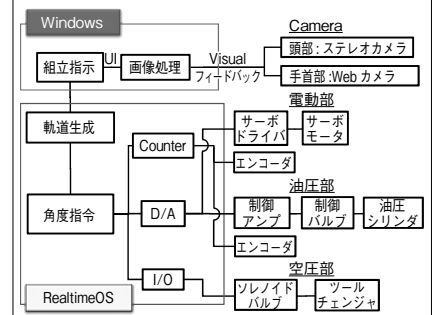 Windows
Camera
組立指示
UI
画像処理
Visual
フィードバック
頭部:ステレオカメラ
手首部:Webカメラ
電動部
軌道生成
Counter
サーボ
ドライバ
サーボ
モータ
エンコーダ
油圧部
角度指令
D/A
制御
アンプ
制御
バルブ
油圧
シリンダ
エンコーダ
空圧部
I/O
ソレノイド
バルブ
ツール
チェンジャ
RealtimeOS